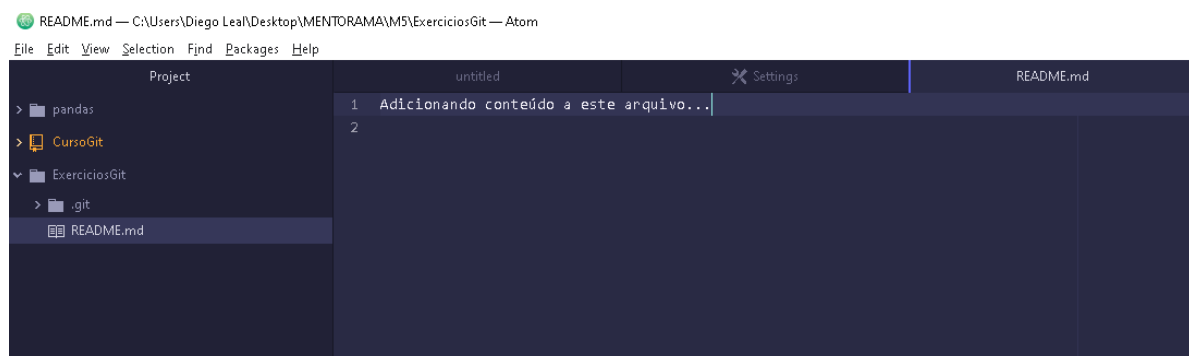 README.md — C:\Users\Diego Leal\Desktop\MENTORAMA\M5\ExerciciosGit — Atom
File Edit View Selection Find Packages Help
Project untitled Settings README.md
pandas
CursoGit
ExerciciosGit
.git
README.md
1 Adicionando conteúdo a este arquivo...
2